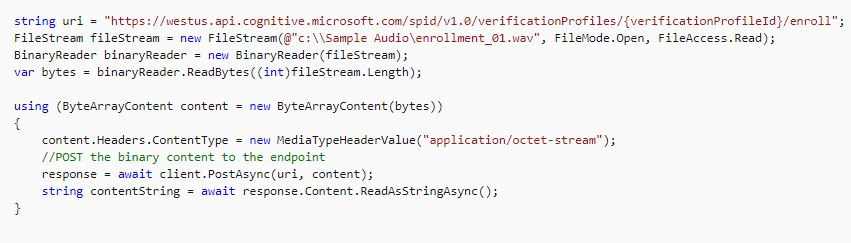 string uri = "https://westus.api.cognitive.microsoft.com/spid/v1.0/verificationProfiles/{verificationProfileId}/enroll";
FileStream fileStream = new FileStream(@"c:\\Sample Audio\enrollment_01.wav", FileMode.Open, FileAccess.Read);
BinaryReader binaryReader = new BinaryReader(fileStream);
var bytes = binaryReader.ReadBytes((int)fileStream.Length);
using (ByteArrayContent content = new ByteArrayContent(bytes))
{
content.Headers.ContentType = new MediaTypeHeaderValue("application/octet-stream");
//POST the binary content to the endpoint
response = await client.PostAsync(uri, content);
string contentString = await response.Content.ReadAsStringAsync();
}